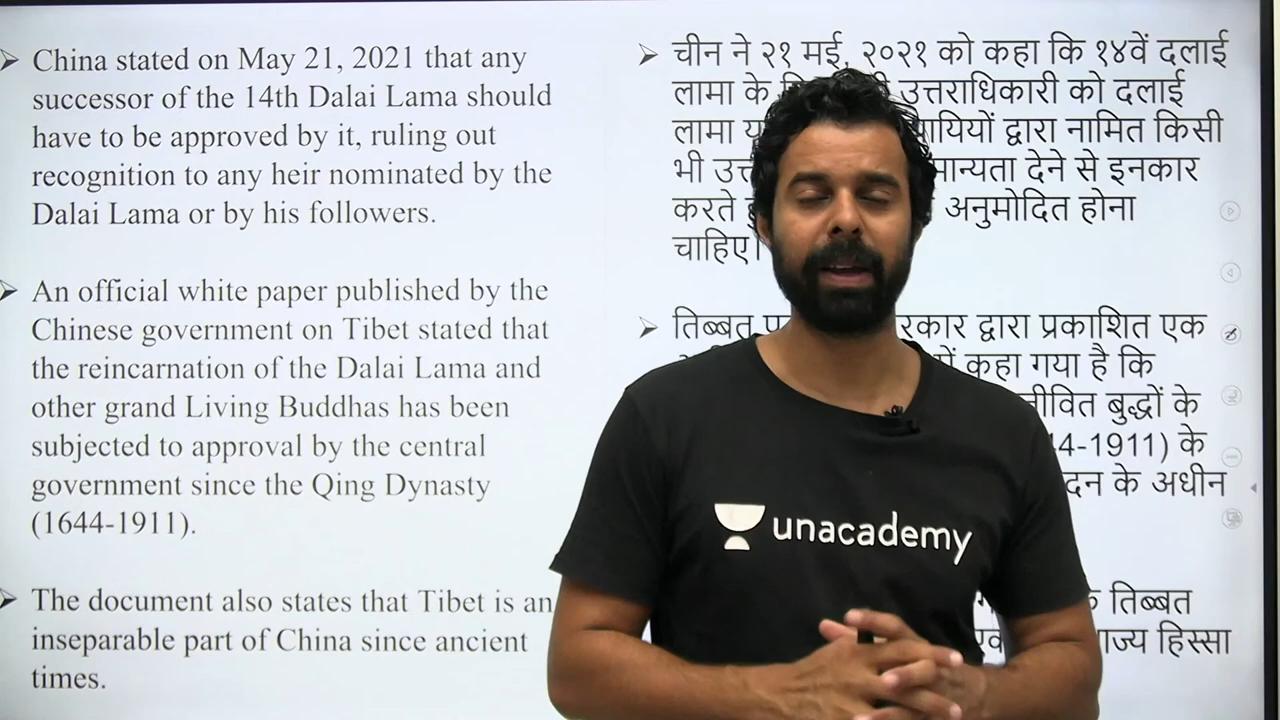 China stated on May 21, 2021 that any
successor of the 14th Dalai Lama should
have to be approved by it, ruling out
recognition to any heir nominated by the
Dalai Lama or by his followers.
An official white paper published by the
Chinese government on Tibet stated that
the reincarnation of the Dalai Lama and
other grand Living Buddhas has been
subjected to approval by the central
government since the Qing Dynasty
(1644-1911).
The document also states that Tibet is an
inseparable part of China since ancient
times.
चीन ने २१ मई, २०२१ को कहा कि १४वें दलाई
लामा के उत्तराधिकारी को दलाई
लामा द्वारा नामित किसी
भी मान्यता देने से इनकार
करते अनुमोदित होना
चाहिए।
तिब्बत द्वारा प्रकाशित एक
कहा गया है कि
बुद्धों के
-1911) के
के अधीन
तिब्बत
हिस्सा
unacademy